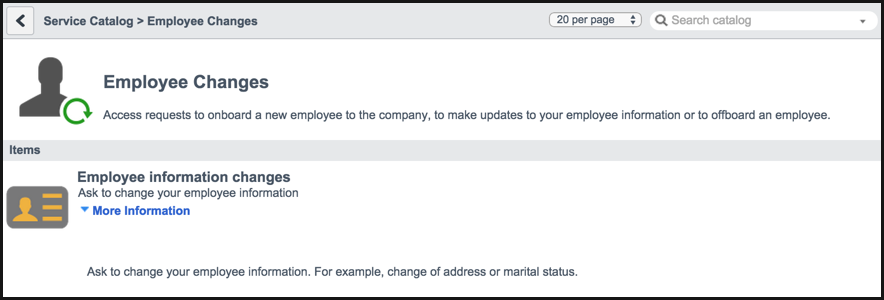 Service Catalog > Employee Changes
20 per page
Search catalog
Employee Changes
Access requests to onboard a new employee to the company, to make updates to your employee information or to offboard an employee.
Items
Employee information changes
Ask to change your employee information
More Information
Ask to change your employee information. For example, change of address or marital status.